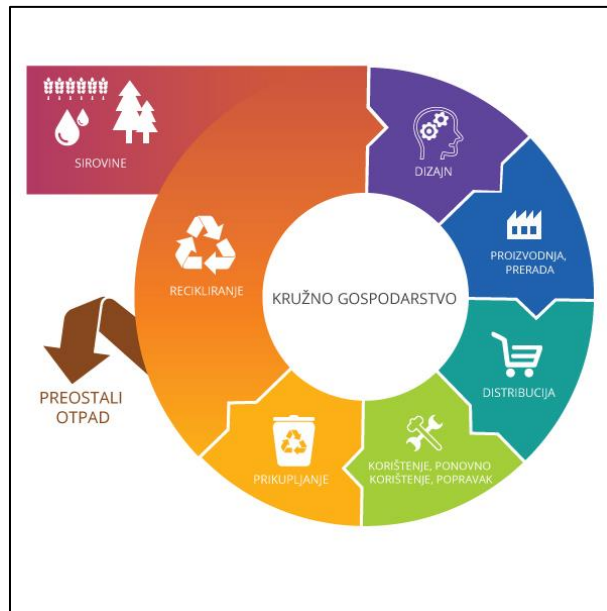 SIROVINE
DIZAJN
PROIZVODNJA,
PRERADA
RECIKLIRANJE
KRUŽNO GOSPODARSTVO
DISTRIBUCIJA
PREOSTALI
OTPAD
KORIŠTENJE, PONOVNO
KORIŠTENJE, POPRAVAK
PRIKUPLJANJE